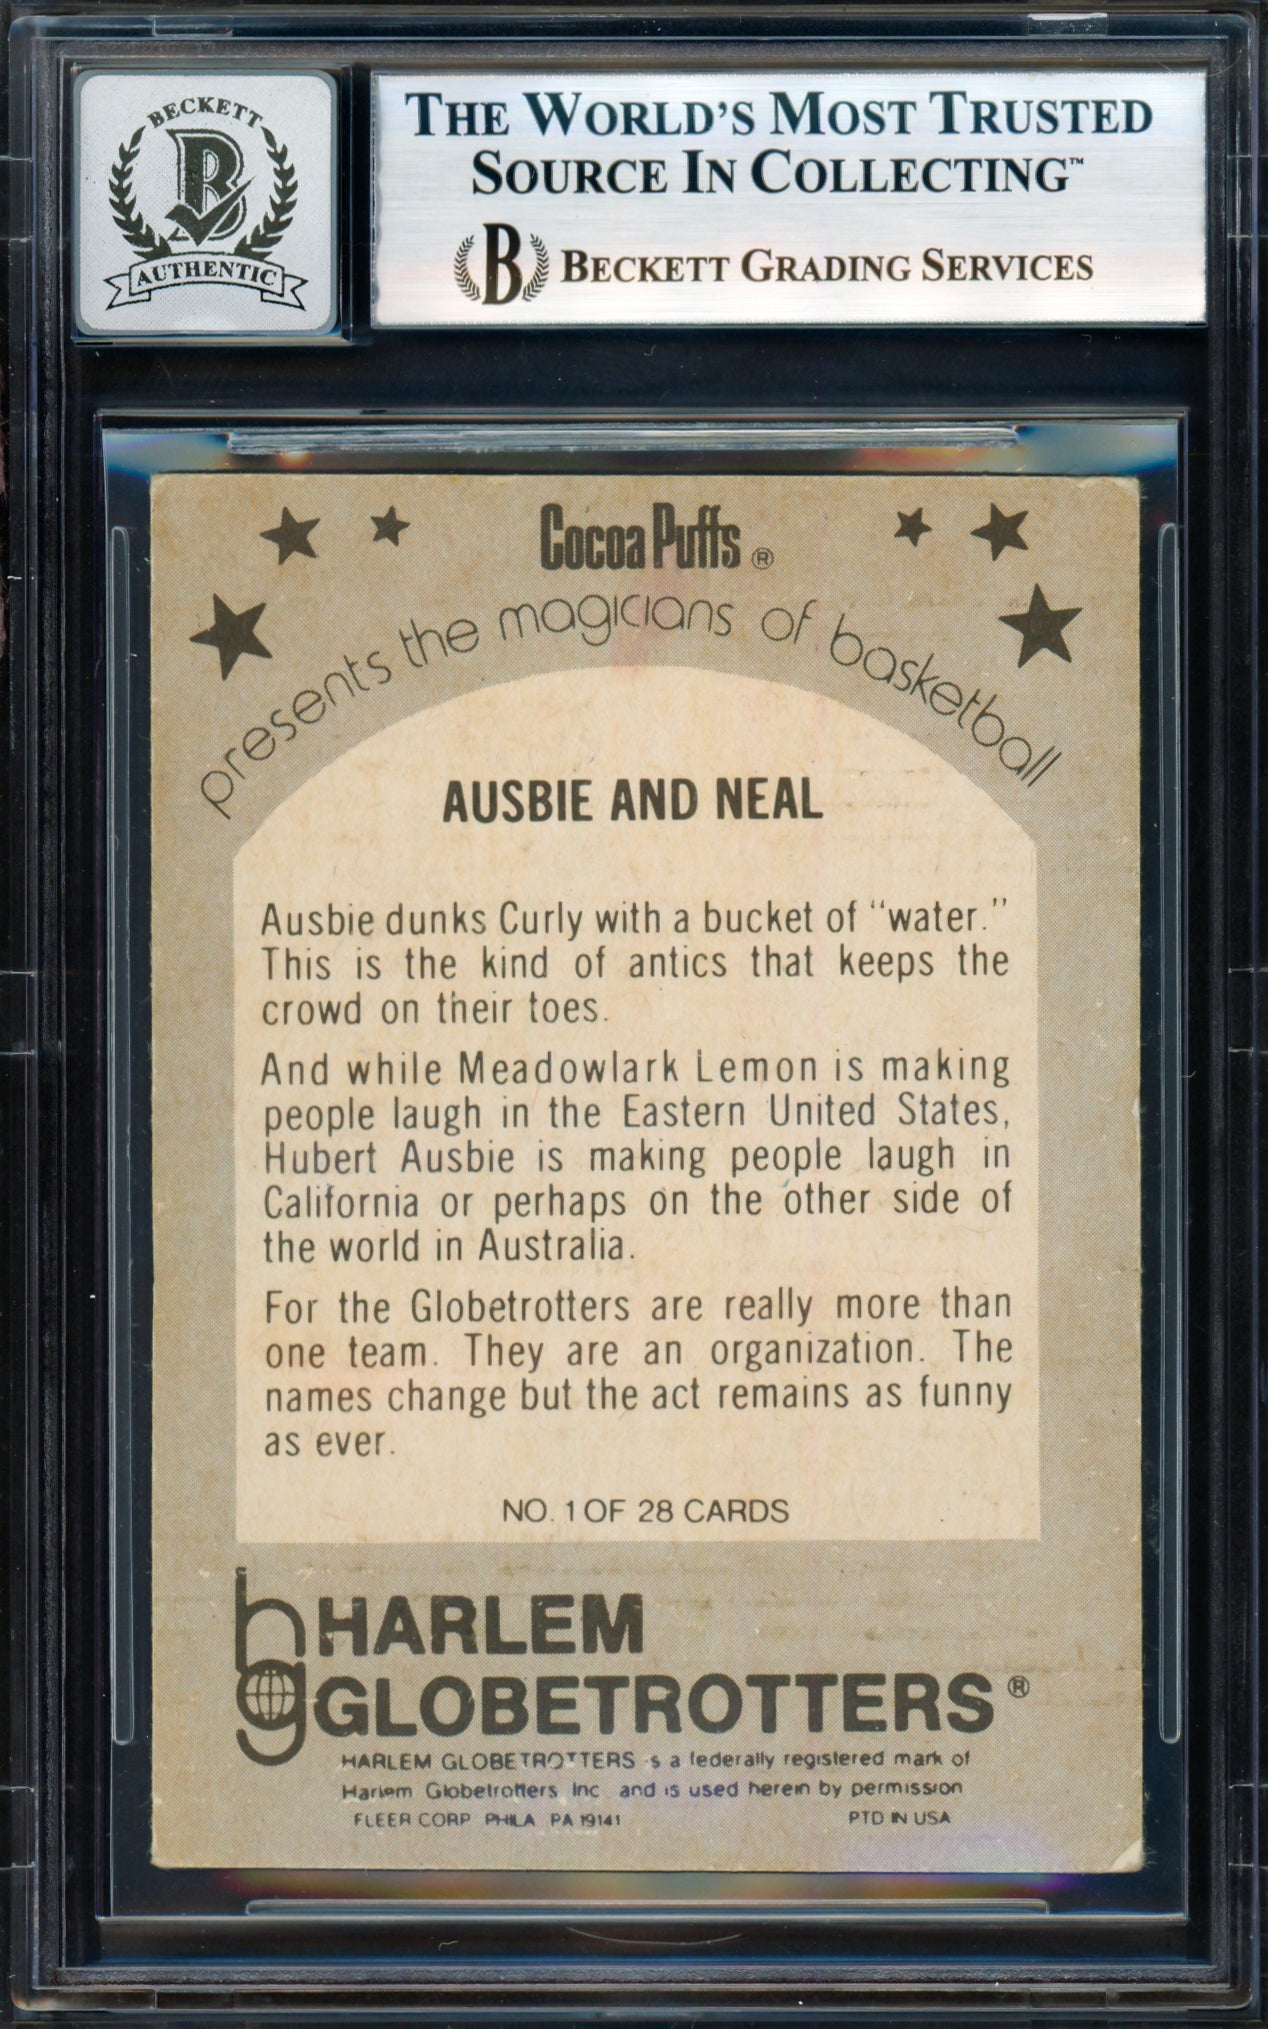 BECKETT
B
AUTHENTIC
THE WORLD'S MOST TRUSTED
SOURCE IN COLLECTING™
B BECKETT GRADING SERVICES
Cocoa Puffs ®
presents the magicians of basketball
AUSBIE AND NEAL
Ausbie dunks Curly with a bucket of "water."
This is the kind of antics that keeps the
crowd on their toes.
And while Meadowlark Lemon is making
people laugh in the Eastern United States,
Hubert Ausbie is making people laugh in
California or perhaps on the other side of
the world in Australia.
For the Globetrotters are really more than
one team. They are an organization. The
names change but the act remains as funny
as ever.
NO. 1 OF 28 CARDS
hg HARLEM
GLOBETROTTERS ®
HARLEM GLOBETROTTERS is a federally registered mark of
Harlem Globetrotters Inc and is used herein by permission
FLEER CORP PHILA PA 19141 PTD IN USA